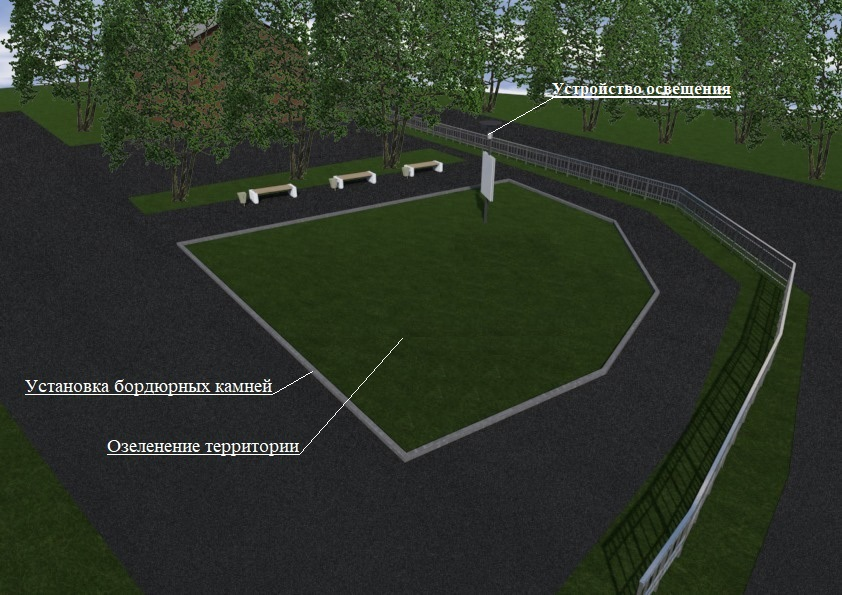 Устройство освещения
Установка бордюрных камней
Озеленение территории